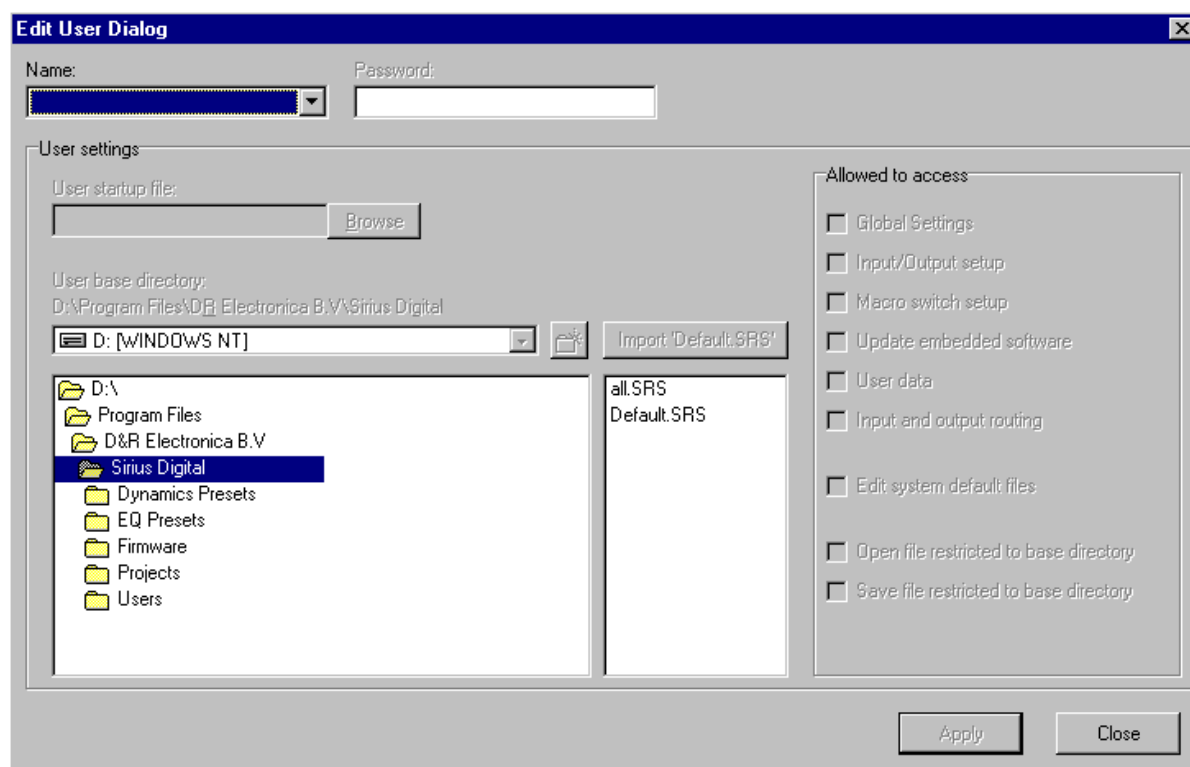 Edit User Dialog
Name:
Password:
User settings
User startup file:
Browse
User base directory:
D:\Program Files\DR Electronica B.V\Sirius Digital
D: [WINDOWS NT]
Import 'Default.SRS'
D:\
Program Files
D&R Electronica B.V
Sirius Digital
Dynamics Presets
EQ Presets
Firmware
Projects
Users
all.SRS
Default.SRS
Allowed to access
Global Settings
Input/Output setup
Macro switch setup
Update embedded software
User data
Input and output routing
Edit system default files
Open file restricted to base directory
Save file restricted to base directory
Apply
Close